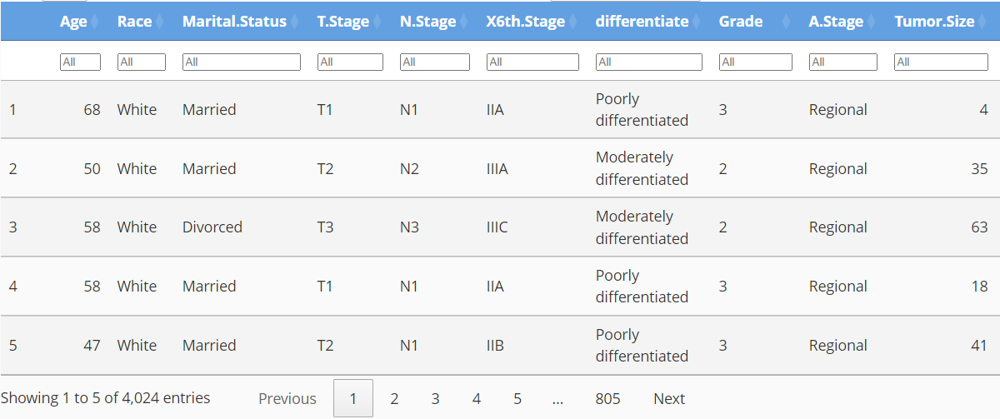 Age Race Marital.Status T.Stage N.Stage X6th.Stage differentiate Grade A.Stage Tumor.Size
All All All All All All All All All All
1 68 White Married T1 N1 IIA Poorly differentiated 3 Regional 4
2 50 White Married T2 N2 IIIA Moderately differentiated 2 Regional 35
3 58 White Divorced T3 N3 IIIC Moderately differentiated 2 Regional 63
4 58 White Married T1 N1 IIA Poorly differentiated 3 Regional 18
5 47 White Married T2 N1 IIB Poorly differentiated 3 Regional 41
Showing 1 to 5 of 4,024 entries Previous 1 2 3 4 5 ... 805 Next